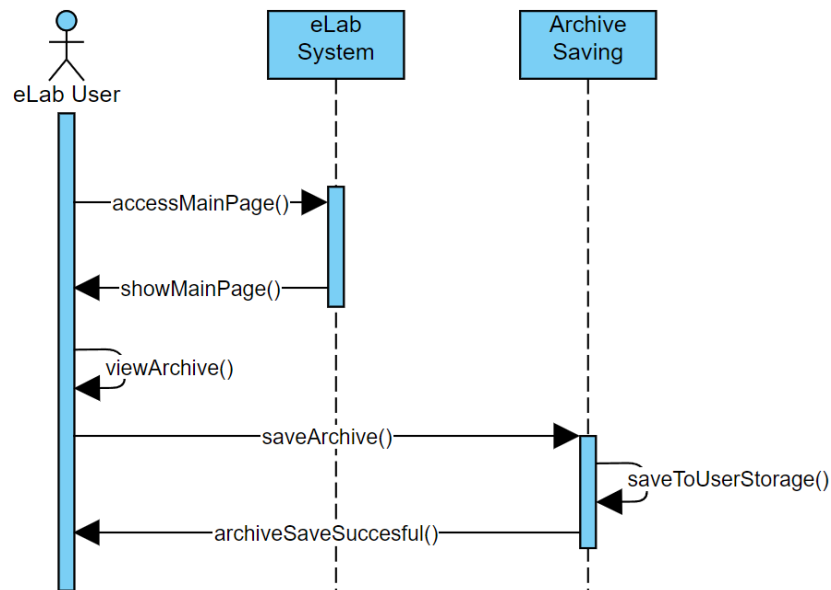 eLab
System
Archive
Saving
eLab User
accessMainPage()
showMainPage()
viewArchive()
saveArchive()
saveToUserStorage()
archiveSaveSuccesful()